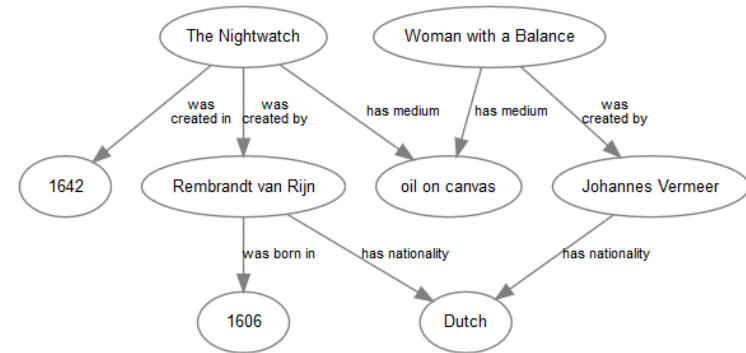 The Nightwatch
Woman with a Balance
was
created in
was
created by
has medium
has medium
was
created by
1642
Rembrandt van Rijn
oil on canvas
Johannes Vermeer
was born in
has nationality
has nationality
1606
Dutch